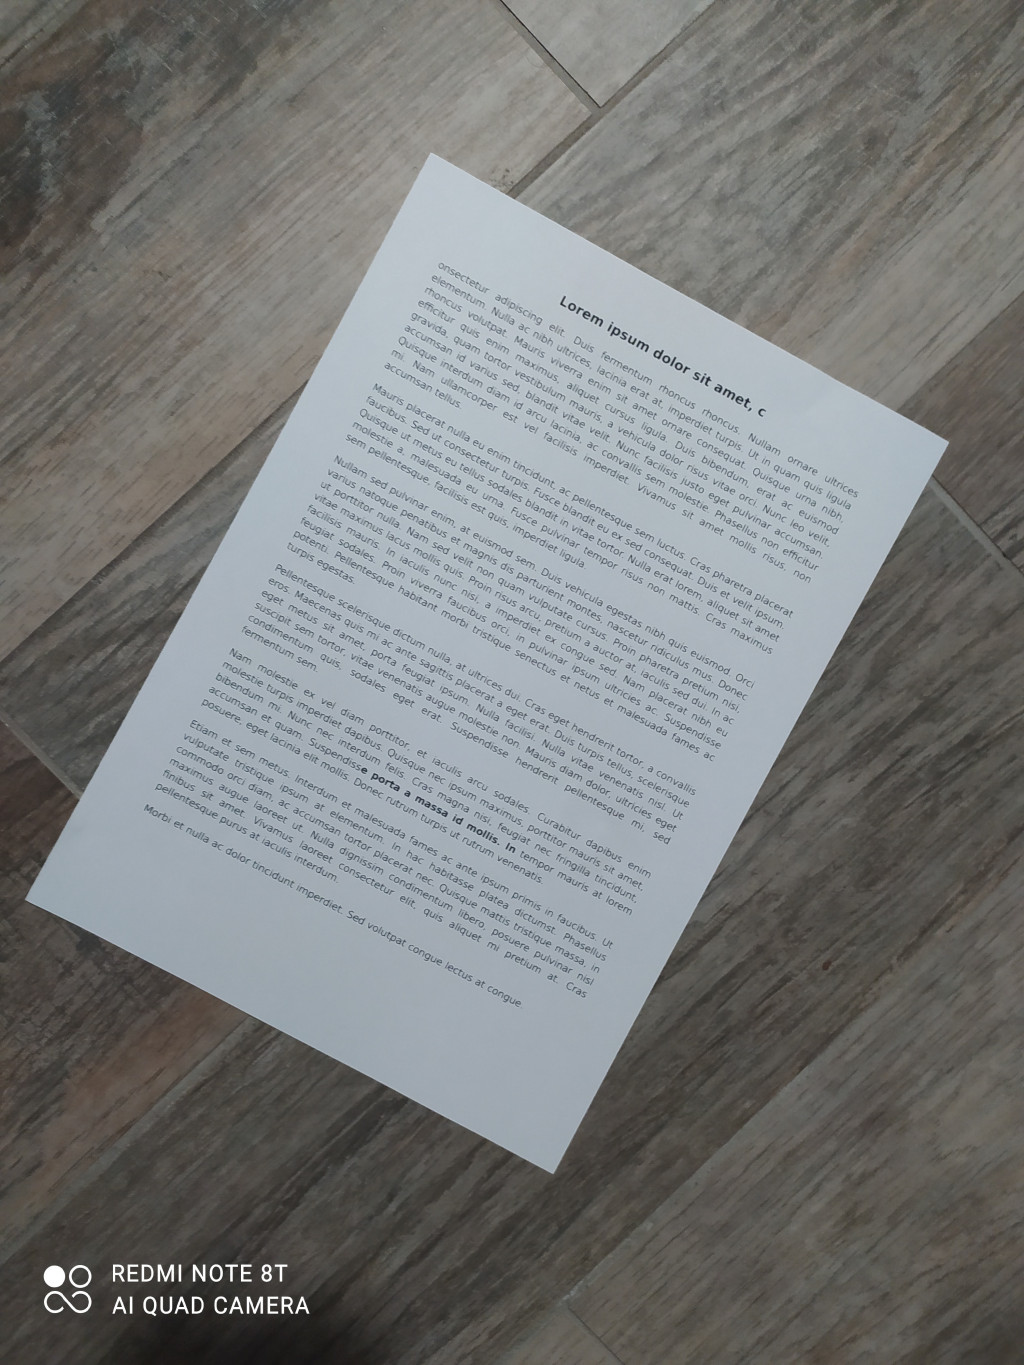 Lorem ipsum dolor sit amet, c
onsectetur adipiscing elit. Duis fermentum rhoncus rhoncus. Nullam ornare ultrices
elementum. Nulla ac nibh ultrices, lacinia erat at, imperdiet turpis. Ut in quam quis ligula
rhoncus volutpat. Mauris viverra enim sit amet ornare consequat. Quisque urna nibh,
efficitur quis enim maximus, aliquet cursus ligula. Duis bibendum, erat ac euismod
gravida, quam tortor vestibulum mauris, a vehicula dolor risus vitae orci. Nunc leo velit,
accumsan id varius sed, blandit vitae velit. Nunc facilisis justo eget pulvinar accumsan.
Quisque interdum diam id arcu lacinia, ac convallis sem molestie. Phasellus non efficitur
mi. Nam ullamcorper est vel facilisis imperdiet. Vivamus sit amet mollis risus, non
accumsan tellus.
Mauris placerat nulla eu enim tincidunt, ac pellentesque sem luctus. Cras pharetra placerat
faucibus. Sed ut consectetur turpis. Fusce blandit eu ex sed consequat. Duis et velit ipsum.
Quisque ut metus eu tellus sodales blandit in vitae tortor. Nulla erat lorem, aliquet sit amet
molestie a, malesuada eu urna. Fusce pulvinar tempor risus non mattis. Cras maximus
sem pellentesque, facilisis est quis, imperdiet ligula.
Nullam sed pulvinar enim, at euismod sem. Duis vehicula egestas nibh quis euismod. Orci
varius natoque penatibus et magnis dis parturient montes, nascetur ridiculus mus. Donec
ut porttitor nulla. Nam sed velit non quam vulputate cursus. Proin pharetra pretium nisi,
vitae maximus lacus mollis quis. Proin risus arcu, pretium a auctor at, iaculis sed dui. In ac
facilisis mauris. In iaculis nunc nisi, a imperdiet ex congue sed. Nam placerat nibh eu
feugiat sodales. Proin viverra faucibus orci, in pulvinar ipsum ultricies ac. Suspendisse
potenti. Pellentesque habitant morbi tristique senectus et netus et malesuada fames ac
turpis egestas.
Pellentesque scelerisque dictum nulla, at ultrices dui. Cras eget hendrerit tortor, a convallis
eros. Maecenas quis mi ac ante sagittis placerat a eget erat. Duis turpis tellus, scelerisque
eget metus sit amet, porta feugiat ipsum. Nulla facilisi. Nulla vitae venenatis nisl. Ut
suscipit sem tortor, vitae venenatis augue molestie non. Mauris diam dolor, ultricies eget
condimentum quis, sodales eget erat. Suspendisse hendrerit pellentesque mi, sed
fermentum sem.
Nam molestie ex vel diam porttitor, et iaculis arcu sodales. Curabitur dapibus enim
molestie turpis imperdiet dapibus. Quisque nec ipsum maximus, porttitor mauris sit amet,
bibendum mi. Nunc nec interdum felis. Cras magna nisi, feugiat nec fringilla tincidunt,
accumsan et quam. Suspendisse porta a massa id mollis. In tempor mauris at lorem
posuere, eget lacinia elit mollis. Donec rutrum turpis ut rutrum venenatis.
Etiam et sem metus. Interdum et malesuada fames ac ante ipsum primis in faucibus. Ut
vulputate tristique ipsum at elementum. In hac habitasse platea dictumst. Phasellus
commodo orci diam, ac accumsan tortor placerat nec. Quisque mattis tristique massa, in
maximus augue laoreet ut. Nulla dignissim condimentum libero, posuere pulvinar nisl
finibus sit amet. Vivamus laoreet consectetur elit, quis aliquet mi pretium at. Cras
pellentesque purus at iaculis interdum.
Morbi et nulla ac dolor tincidunt imperdiet. Sed volutpat congue lectus at congue.
REDMI NOTE 8T
AI QUAD CAMERA